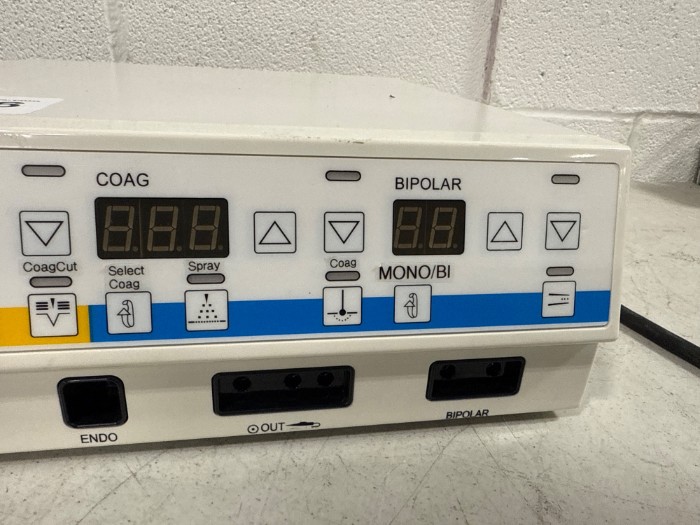 COAG
BIPOLAR
CoagCut
Select
Coag
Spray
Coag
MONO/BI
ENDO
OUT
BIPOLAR